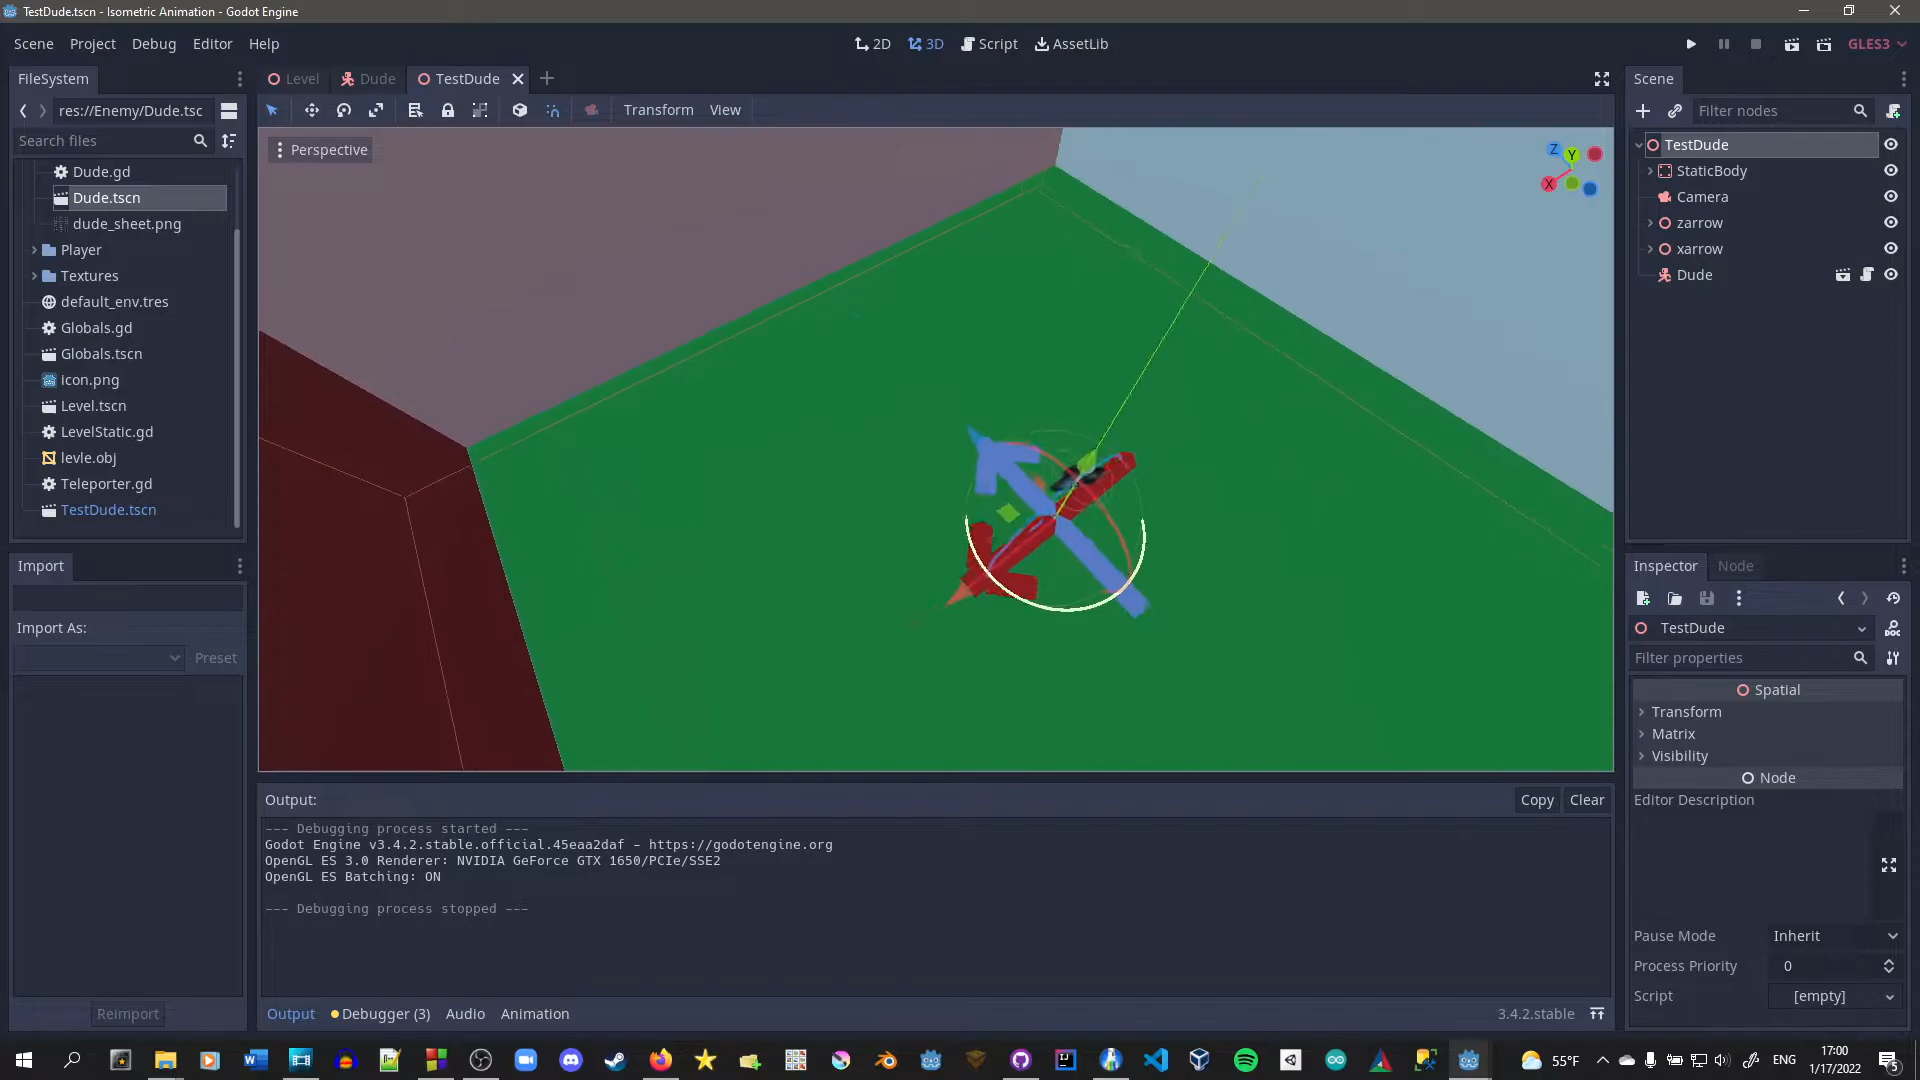 TestDude.tscn - Isometric Animation - Godot Engine
Scene Project Debug Editor Help
2D 3D Script AssetLib
GLES3
FileSystem
res://Enemy/Dude.tsc
Search files
Dude.gd
Dude.tscn
dude_sheet.png
Player
Textures
default_env.tres
Globals.gd
Globals.tscn
icon.png
Level.tscn
LevelStatic.gd
levle.obj
Teleporter.gd
TestDude.tscn
Import
Import As:
Preset
Reimport
Level Dude TestDude
Transform View
Perspective
Z Y X
Output:
Copy Clear
--- Debugging process started ---
Godot Engine v3.4.2.stable.official.45eaa2daf - https://godotengine.org
OpenGL ES 3.0 Renderer: NVIDIA GeForce GTX 1650/PCIe/SSE2
OpenGL ES Batching: ON
--- Debugging process stopped ---
Output Debugger (3) Audio Animation
3.4.2.stable
Scene
Filter nodes
TestDude
StaticBody
Camera
zarrow
xarrow
Dude
Inspector Node
TestDude
Filter properties
Spatial
Transform
Matrix
Visibility
Node
Editor Description
Pause Mode Inherit
Process Priority 0
Script [empty]
55°F
ENG
17:00
1/17/2022
5